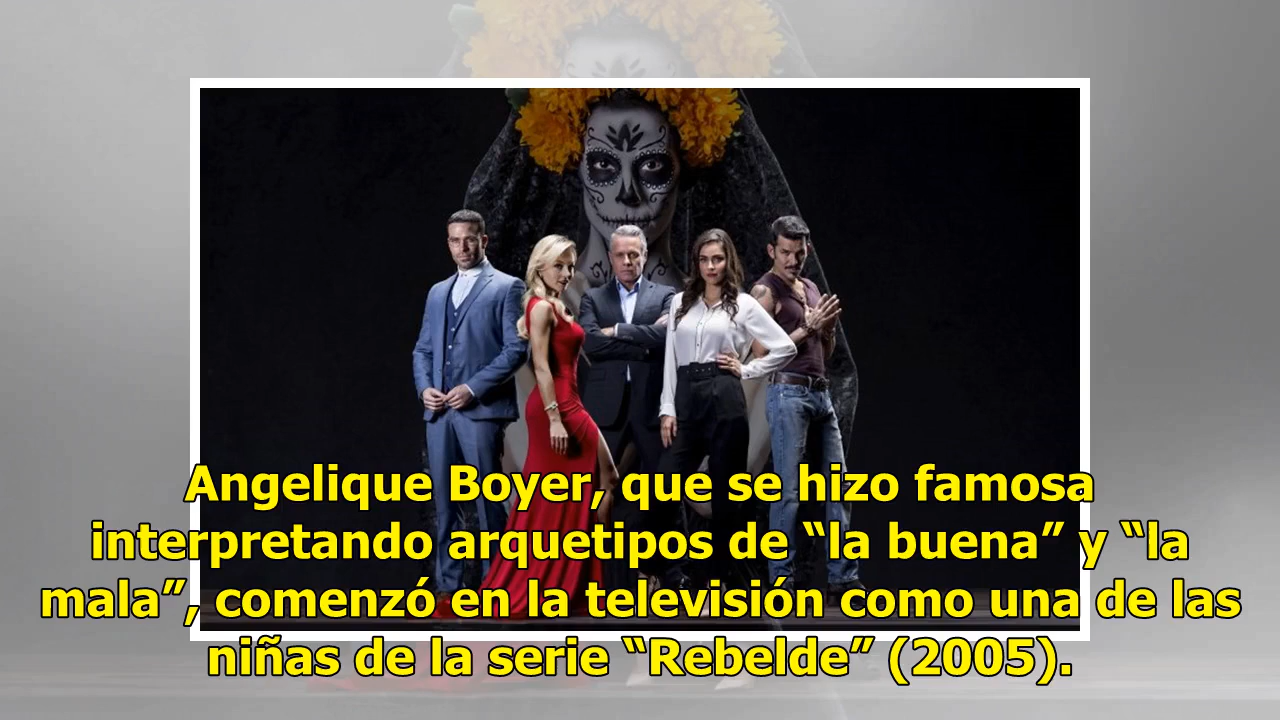 Angelique Boyer, que se hizo famosa
interpretando arquetipos de “la buena” y “la
mala”, comenzó en la televisión como una de las
niñas de la serie “Rebelde” (2005).